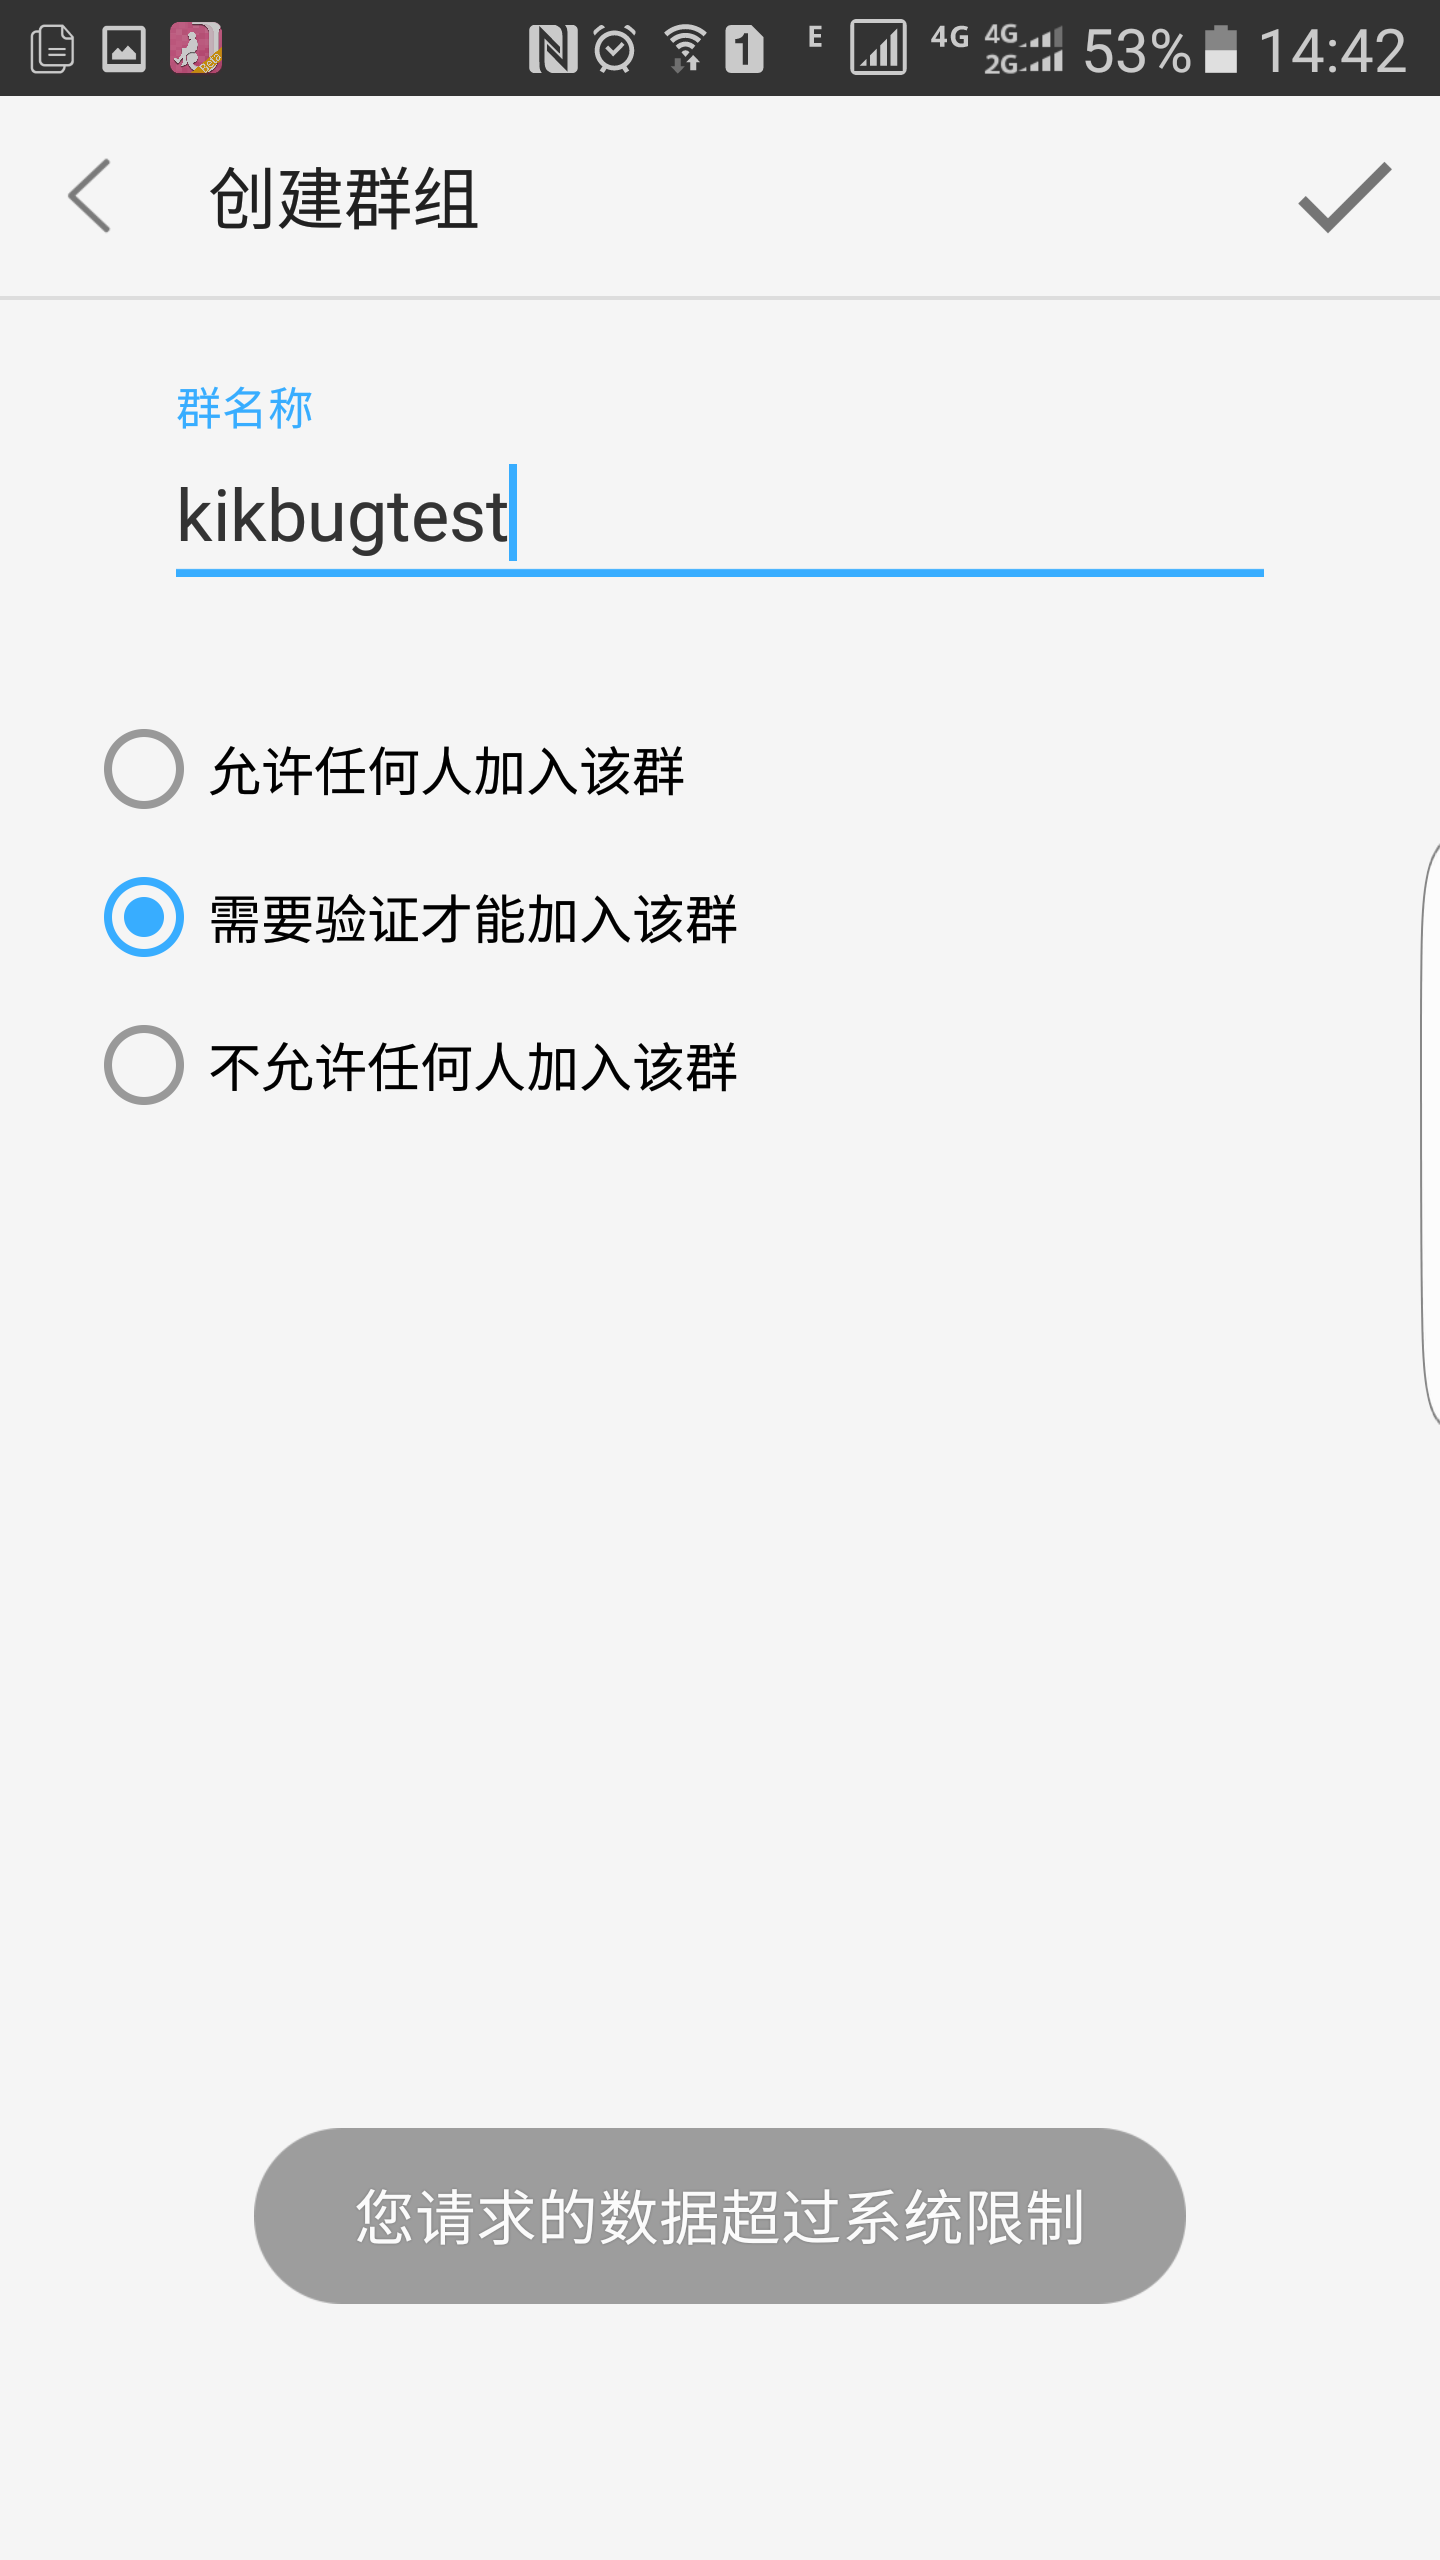 Beta
1 E 4G 4G 2G 53% 14:42
创建群组
群名称
kikbugtest
允许任何人加入该群
需要验证才能加入该群
不允许任何人加入该群
您请求的数据超过系统限制